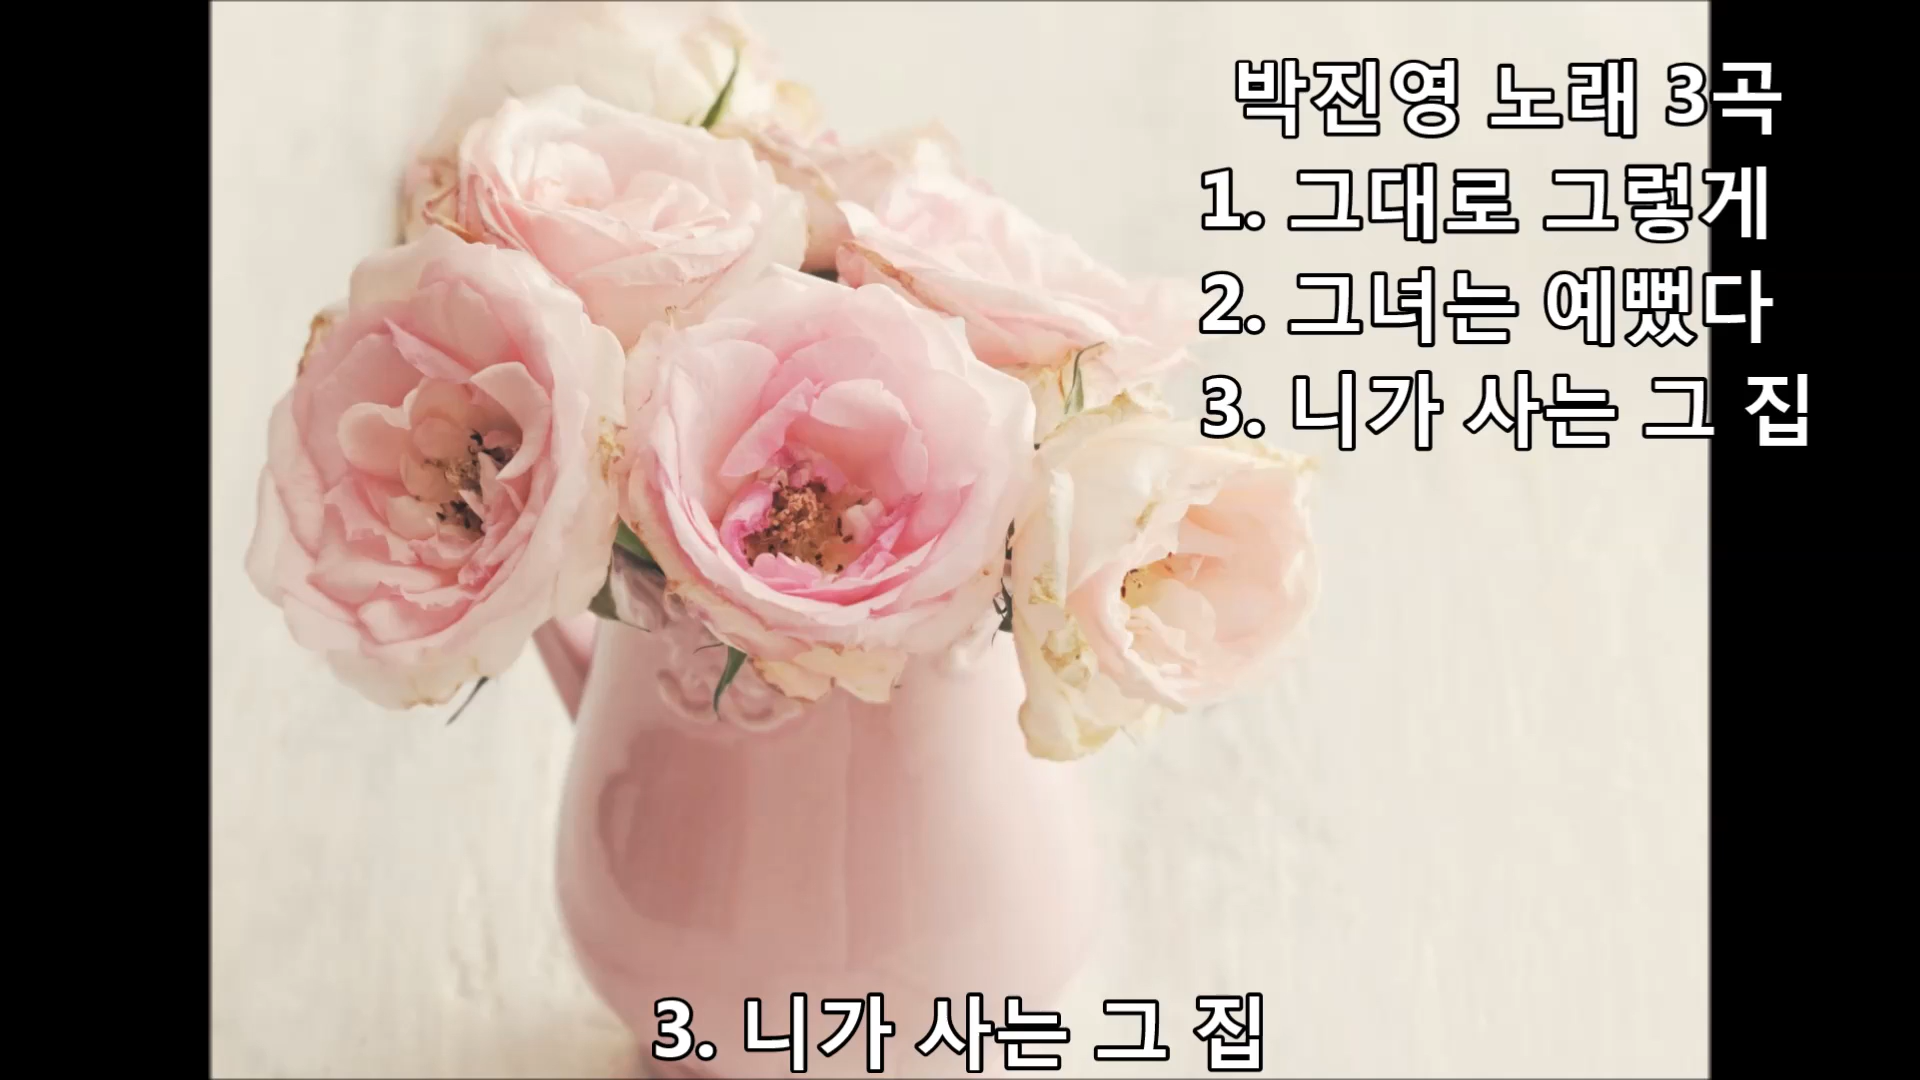 박진영 노래 3곡
1. 그대로 그렇게
2. 그녀는 예뻤다
3. 니가 사는 그 집
3. 니가 사는 그 집